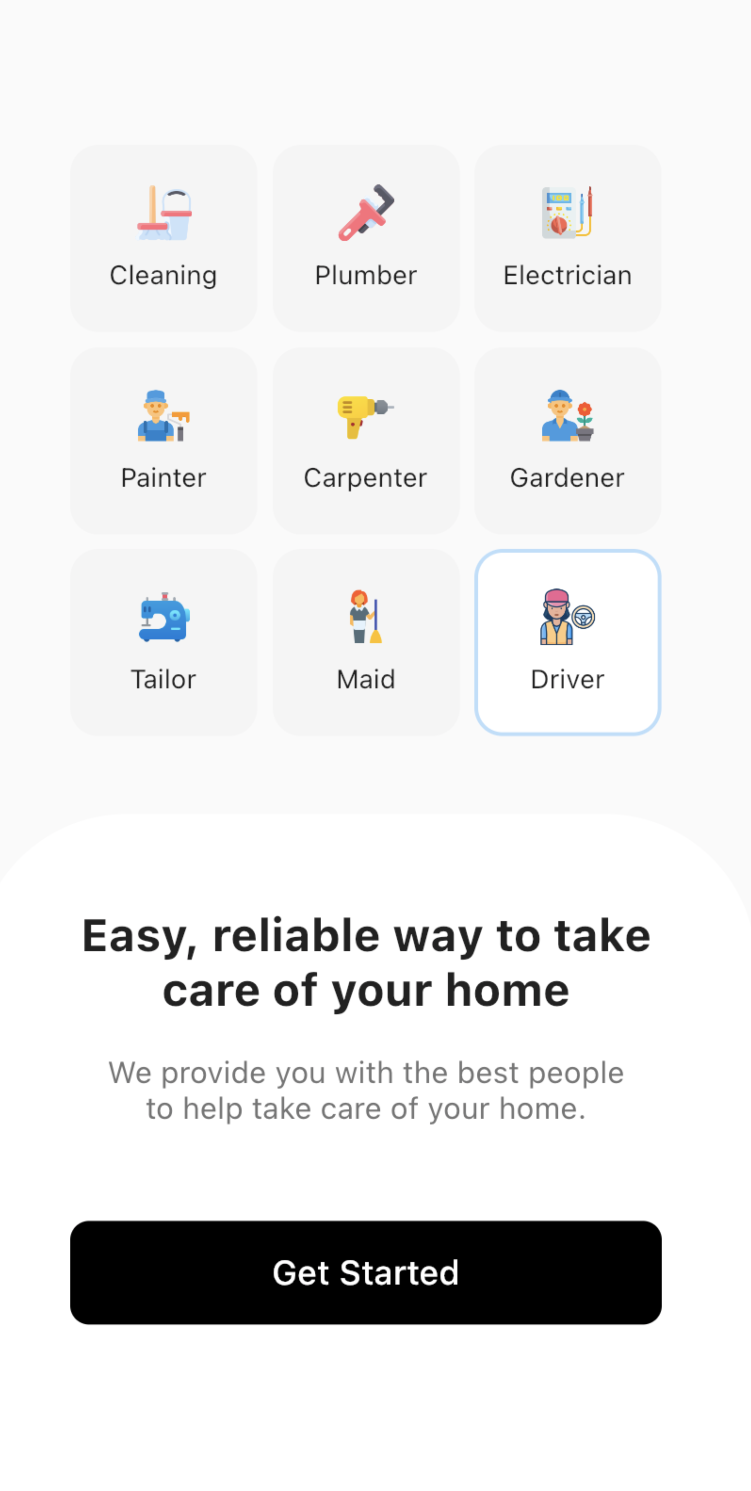 Cleaning
Plumber
Electrician
Painter
Carpenter
Gardener
Tailor
Maid
Driver
Easy, reliable way to take
care of your home
We provide you with the best people
to help take care of your home.
Get Started